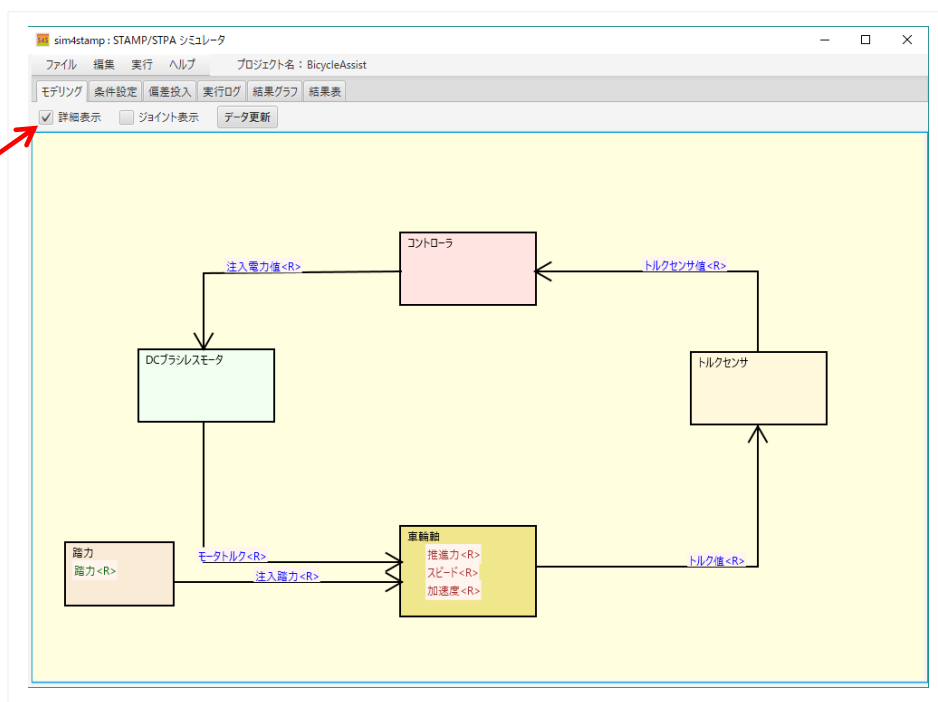 SAS sim4stamp : STAMP/STPA シミュレータ
ファイル 編集 実行 ヘルプ プロジェクト名 : BicycleAssist
モデリング 条件設定 偏差投入 実行ログ 結果グラフ 結果表
詳細表示 ジョイント表示 データ更新
コントローラ
注入電力値<R>
トルクセンサ値<R>
DCブラシレスモータ
トルクセンサ
車輪軸
推進力<R>
スピード<R>
加速度<R>
踏力
踏力<R>
モータトルク<R>
注入踏力<R>
トルク値<R>